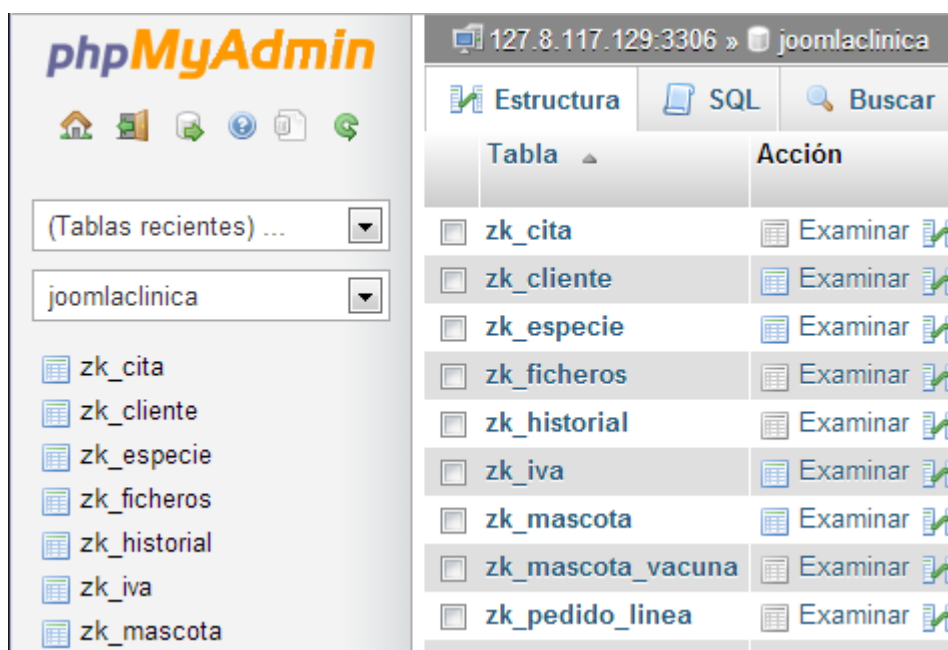 phpMyAdmin
(Tablas recientes) ...
joomlaclinica
zk_cita
zk_cliente
zk_especie
zk_ficheros
zk_historial
zk_iva
zk_mascota
127.8.117.129:3306 » joomlaclinica
Estructura SQL Buscar
Tabla Acción
zk_cita Examinar
zk_cliente Examinar
zk_especie Examinar
zk_ficheros Examinar
zk_historial Examinar
zk_iva Examinar
zk_mascota Examinar
zk_mascota_vacuna Examinar
zk_pedido_linea Examinar